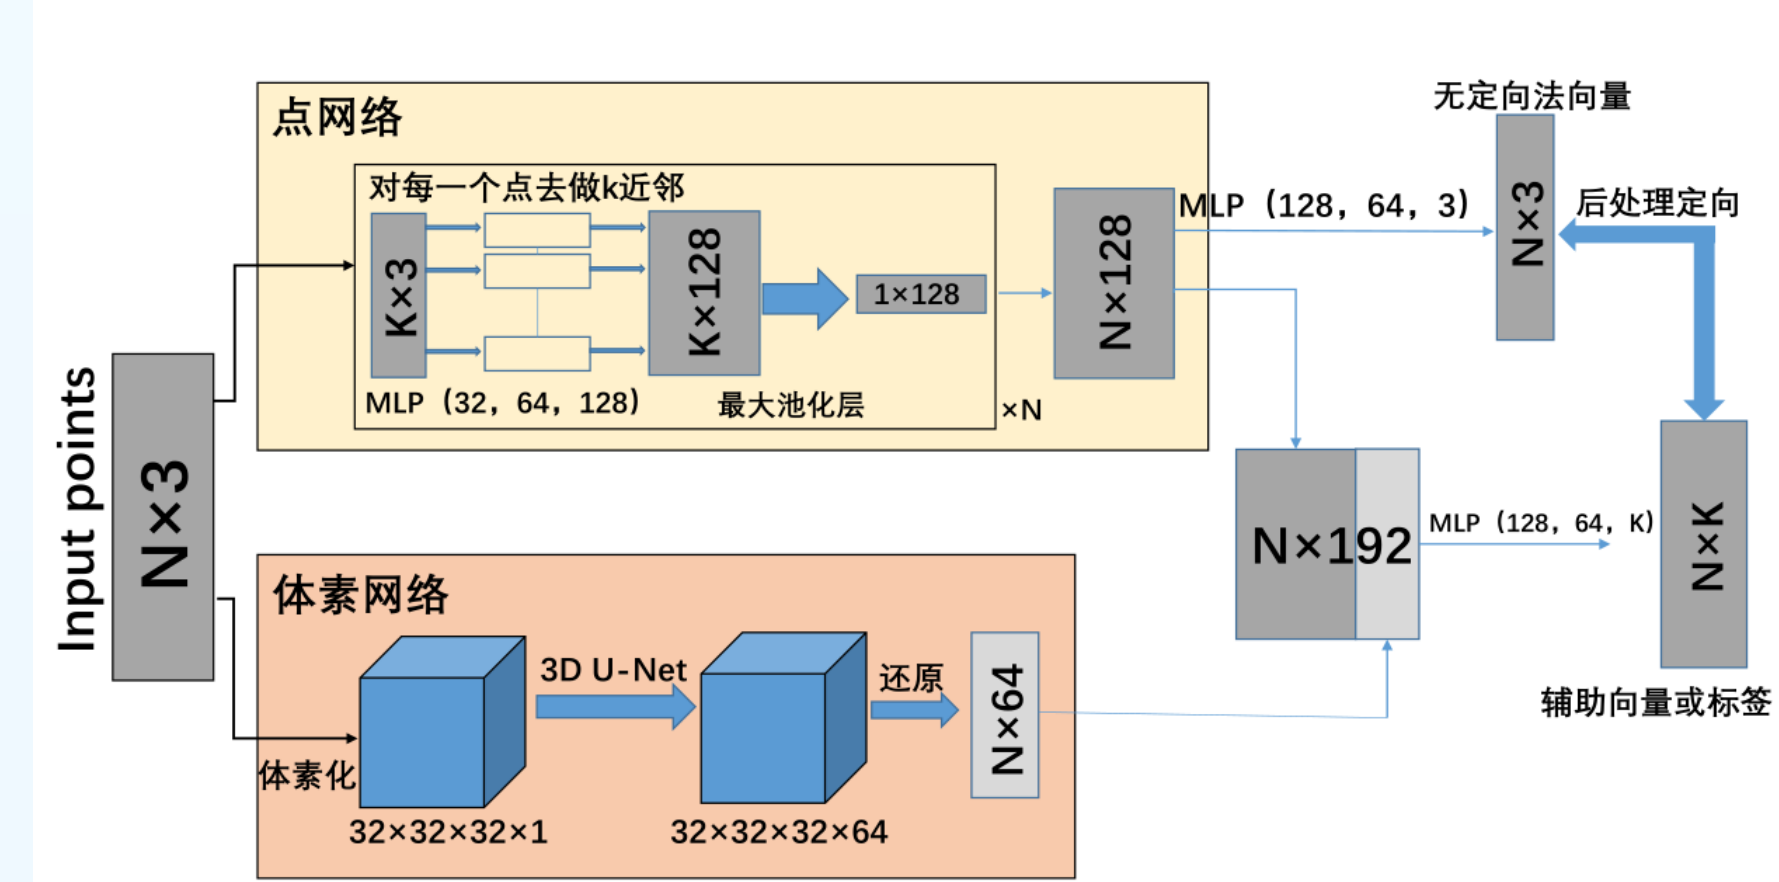 Input points
N×3
点网络
对每一个点去做k近邻
K×3
K×128
1×128
MLP（32，64，128）
最大池化层
×N
N×128
MLP（128，64，3）
无定向法向量
N×3
后处理定向
N×192
MLP（128，64，K）
N×K
辅助向量或标签
体素网络
体素化
32×32×32×1
3D U-Net
32×32×32×64
还原
N×64